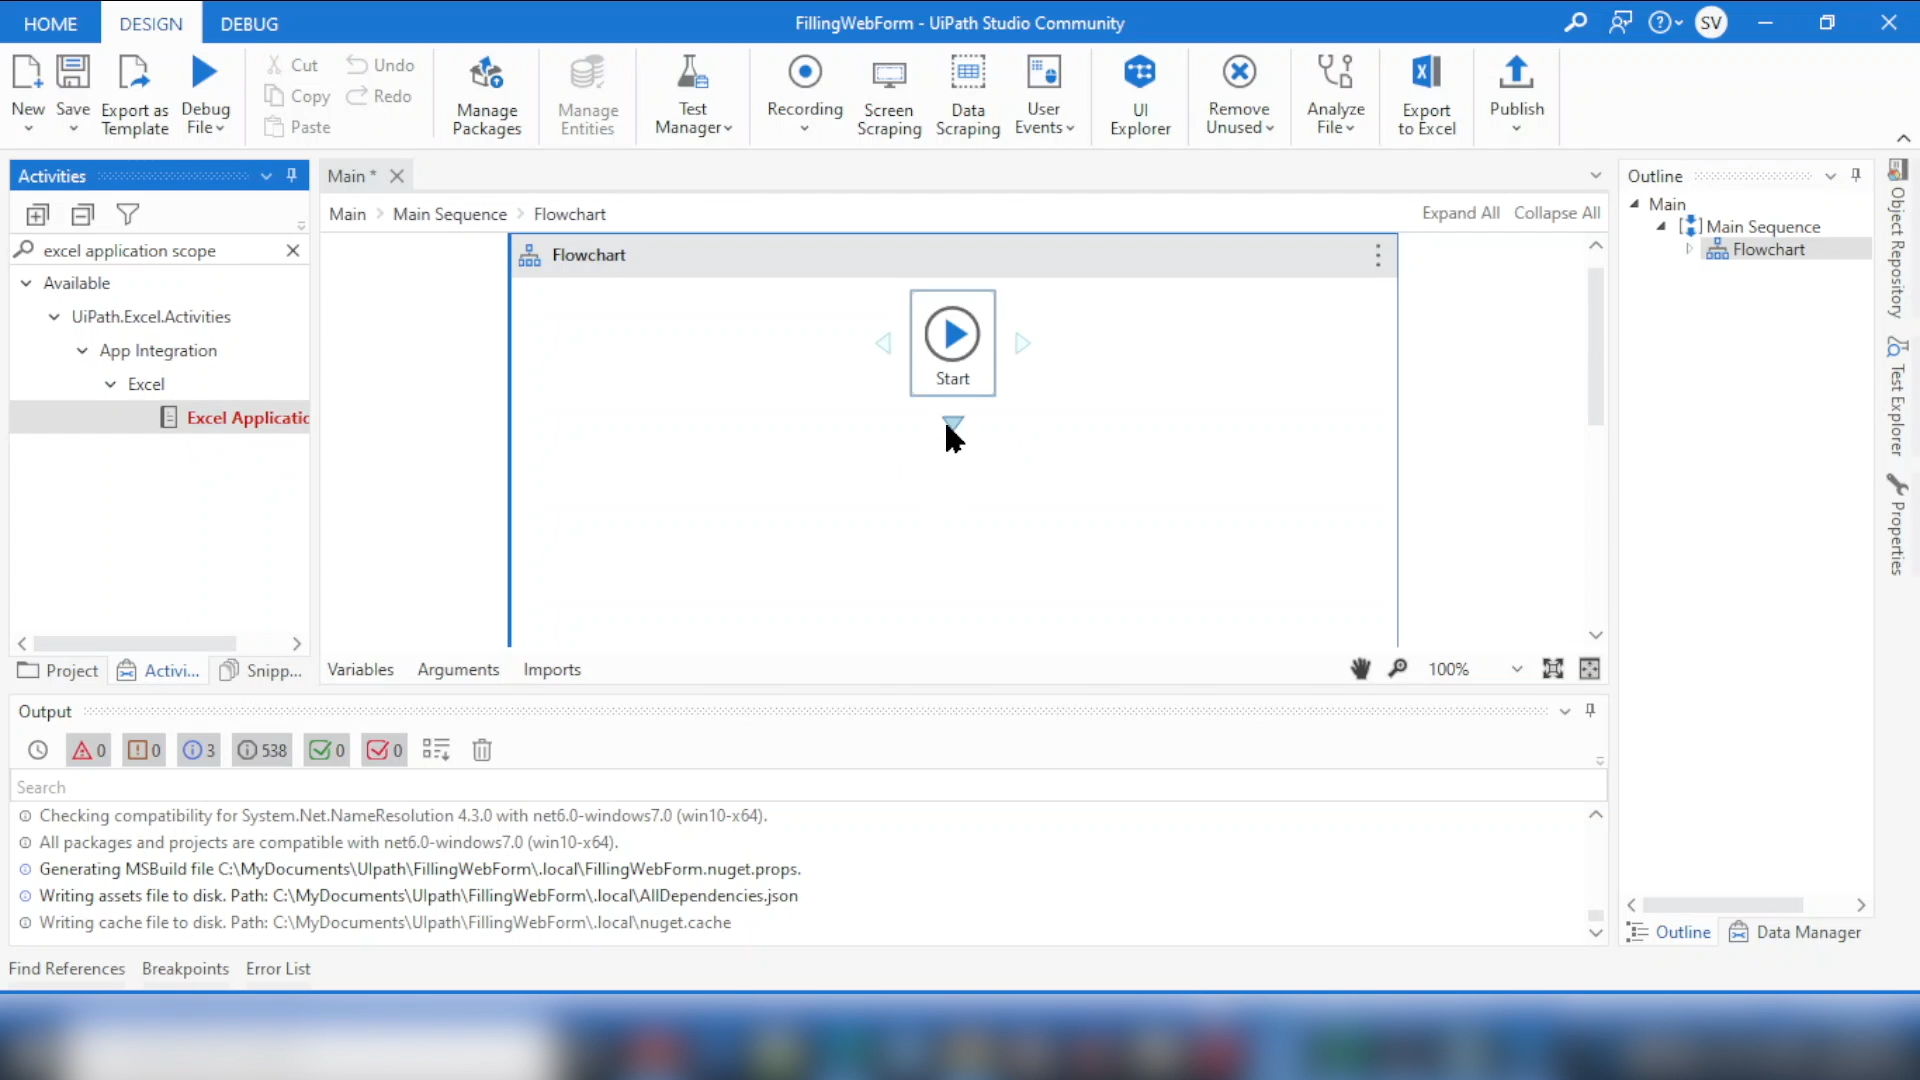 HOME DESIGN DEBUG FillingWebForm - UiPath Studio Community SV
New Save Export as Template Debug File
Cut Copy Paste Undo Redo
Manage Packages
Manage Entities
Test Manager
Recording
Screen Scraping
Data Scraping
User Events
UI Explorer
Remove Unused
Analyze File
Export to Excel
Publish
Activities
excel application scope
Available
UiPath.Excel.Activities
App Integration
Excel
Excel Applicatic
Project Activi... Snipp...
Main *
Main > Main Sequence > Flowchart Expand All Collapse All
Flowchart
Start
Variables Arguments Imports 100%
Outline
Main
Main Sequence
Flowchart
Outline Data Manager
Object Repository
Test Explorer
Properties
Output
0 0 3 538 0 0
Search
Checking compatibility for System.Net.NameResolution 4.3.0 with net6.0-windows7.0 (win10-x64).
All packages and projects are compatible with net6.0-windows7.0 (win10-x64).
Generating MSBuild file C:\MyDocuments\UIpath\FillingWebForm\.local\FillingWebForm.nuget.props.
Writing assets file to disk. Path: C:\MyDocuments\UIpath\FillingWebForm\.local\AllDependencies.json
Writing cache file to disk. Path: C:\MyDocuments\UIpath\FillingWebForm\.local\nuget.cache
Find References Breakpoints Error List